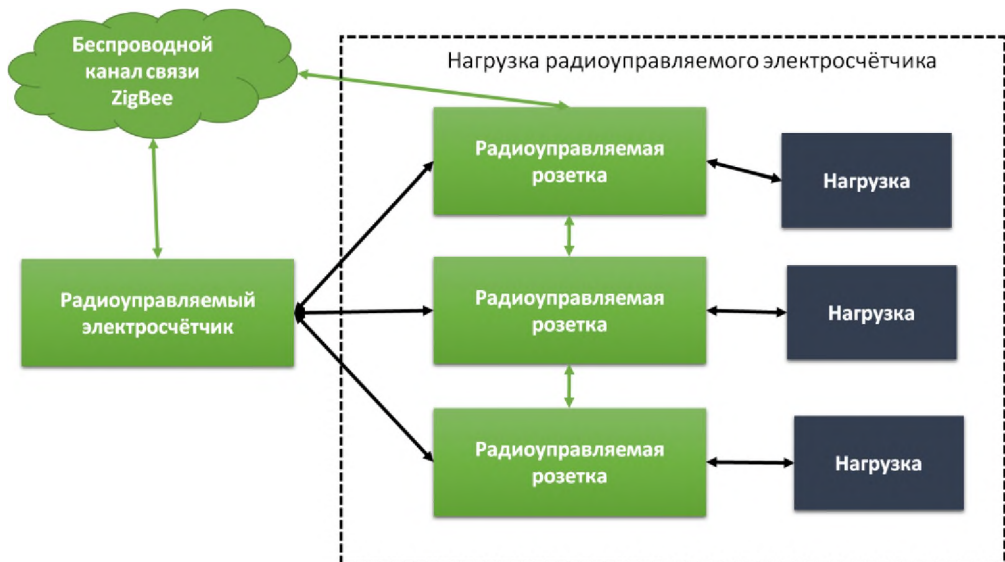 Беспроводной
канал связи
ZigBee
Нагрузка радиоуправляемого электросчётчика
Радиоуправляемая
розетка
Нагрузка
Радиоуправляемый
электросчётчик
Радиоуправляемая
розетка
Нагрузка
Радиоуправляемая
розетка
Нагрузка